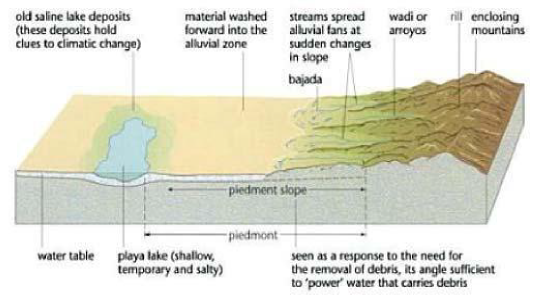 old saline lake deposits
(these deposits hold
clues to climatic change)
material washed
forward into the
alluvial zone
streams spread
alluvial fans at
sudden changes
in slope
wadi or
arroyos
rill
enclosing
mountains
bajada
piedment slope
piedmont
water table
playa lake (shallow,
temporary and salty)
seen as a response to the need for
the removal of debris, its angle sufficient
to 'power' water that carries debris